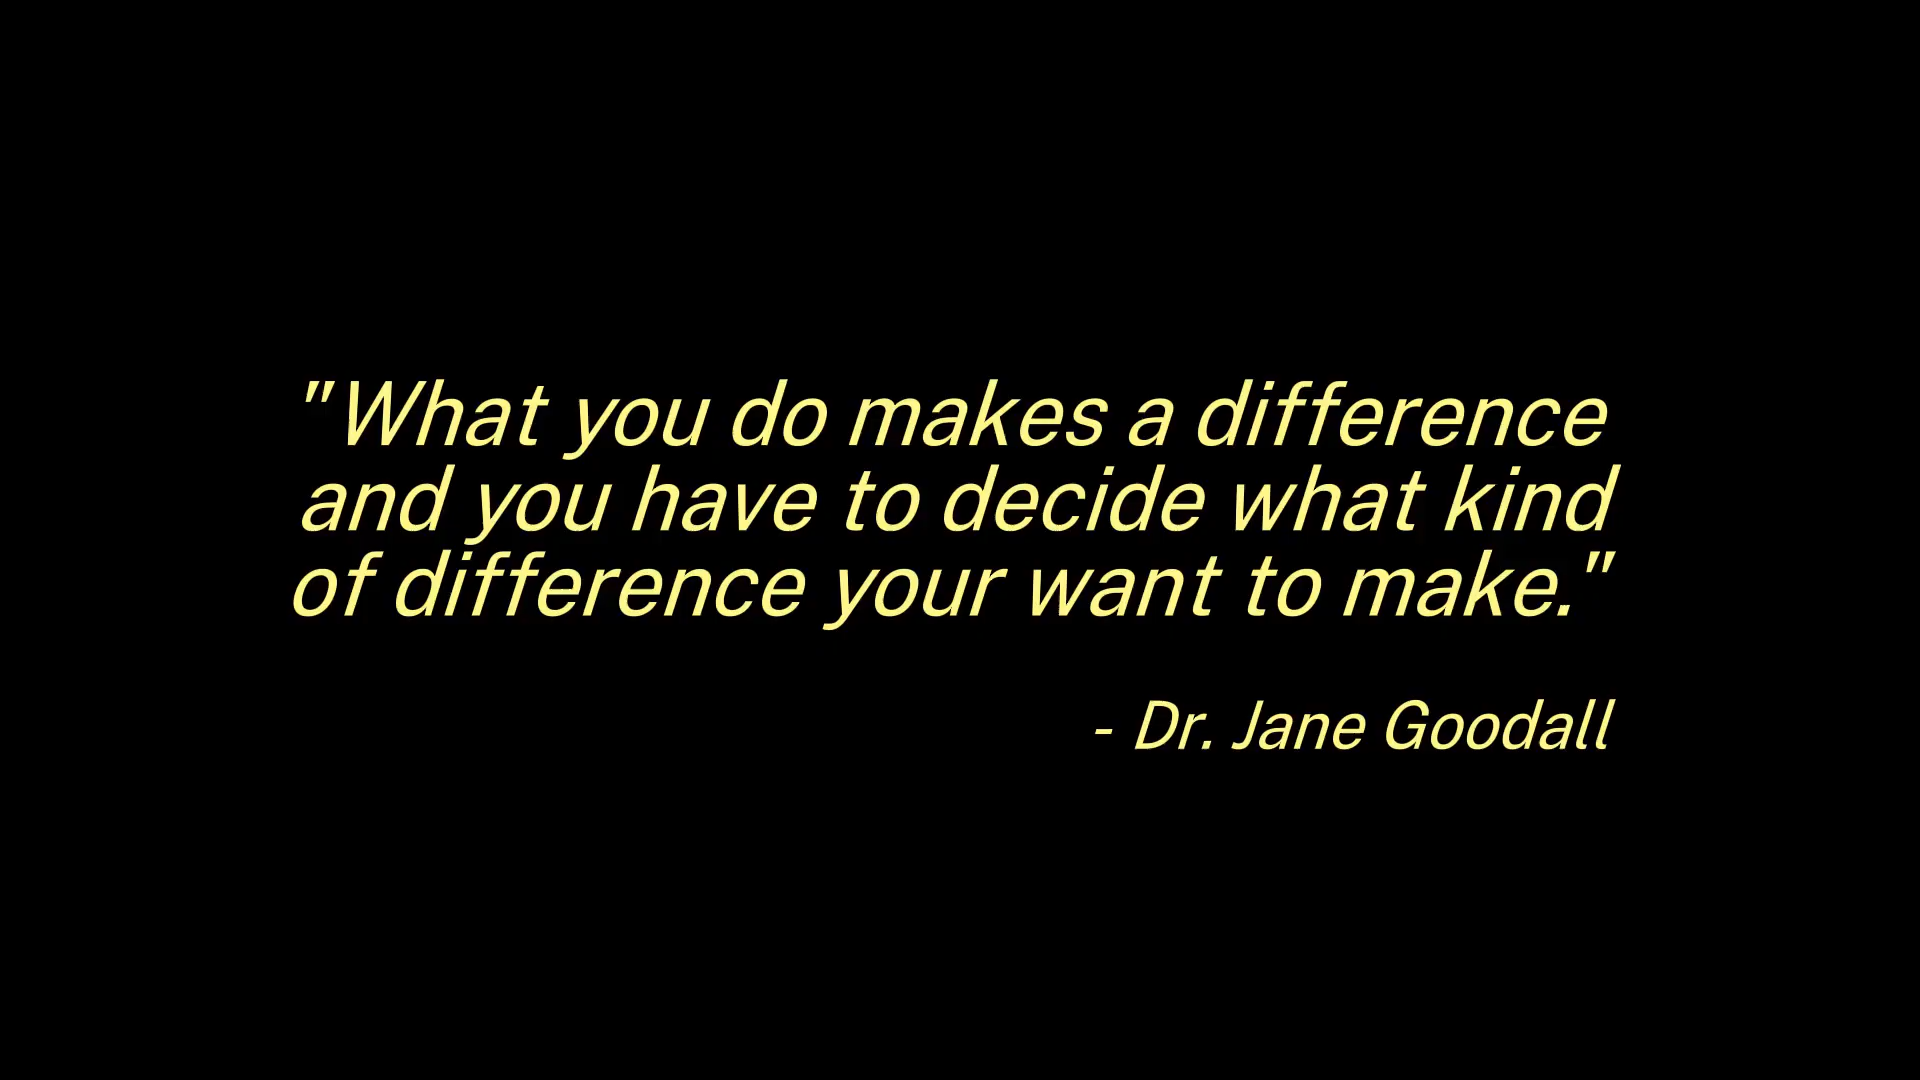 "What you do makes a difference
and you have to decide what kind
of difference your want to make."
- Dr. Jane Goodall